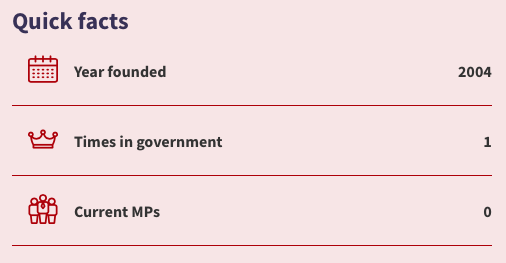 Quick facts
Year founded 2004
Times in government 1
Current MPs 0